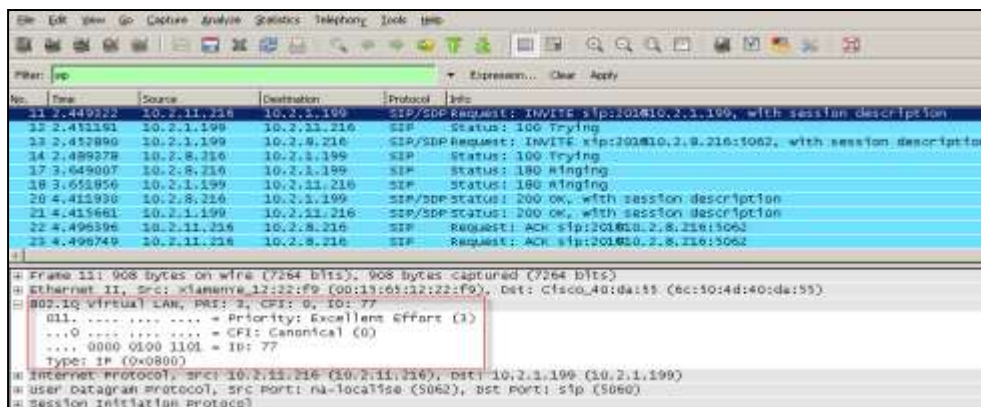 File Edit View Go Capture Analyze Statistics Telephony Tools Help
Filter: sip Expression... Clear Apply
No. Time Source Destination Protocol Info
11 2.449322 10.2.11.216 10.2.1.199 SIP/SDP Request: INVITE sip:201@10.2.1.199, with session description
12 2.451191 10.2.1.199 10.2.11.216 SIP Status: 100 Trying
13 2.452890 10.2.1.199 10.2.8.216 SIP/SDP Request: INVITE sip:201@10.2.8.216:5062, with session descriptio
14 2.489378 10.2.8.216 10.2.1.199 SIP Status: 100 Trying
17 3.649007 10.2.8.216 10.2.1.199 SIP Status: 180 Ringing
18 3.651856 10.2.1.199 10.2.11.216 SIP Status: 180 Ringing
20 4.411930 10.2.8.216 10.2.1.199 SIP/SDP Status: 200 OK, with session description
21 4.415661 10.2.1.199 10.2.11.216 SIP/SDP Status: 200 OK, with session description
22 4.496396 10.2.11.216 10.2.8.216 SIP Request: ACK sip:201@10.2.8.216:5062
23 4.496749 10.2.11.216 10.2.8.216 SIP Request: ACK sip:201@10.2.8.216:5062
Frame 11: 908 bytes on wire (7264 bits), 908 bytes captured (7264 bits)
Ethernet II, Src: XiamenYe_12:22:f9 (00:15:65:12:22:f9), Dst: Cisco_40:da:55 (6c:50:4d:40:da:55)
802.1Q Virtual LAN, PRI: 3, CFI: 0, ID: 77
011. .... .... .... = Priority: Excellent Effort (3)
...0 .... .... .... = CFI: Canonical (0)
.... 0000 0100 1101 = ID: 77
Type: IP (0x0800)
Internet Protocol, Src: 10.2.11.216 (10.2.11.216), Dst: 10.2.1.199 (10.2.1.199)
User Datagram Protocol, Src Port: na-localise (5062), Dst Port: sip (5060)
Session Initiation Protocol